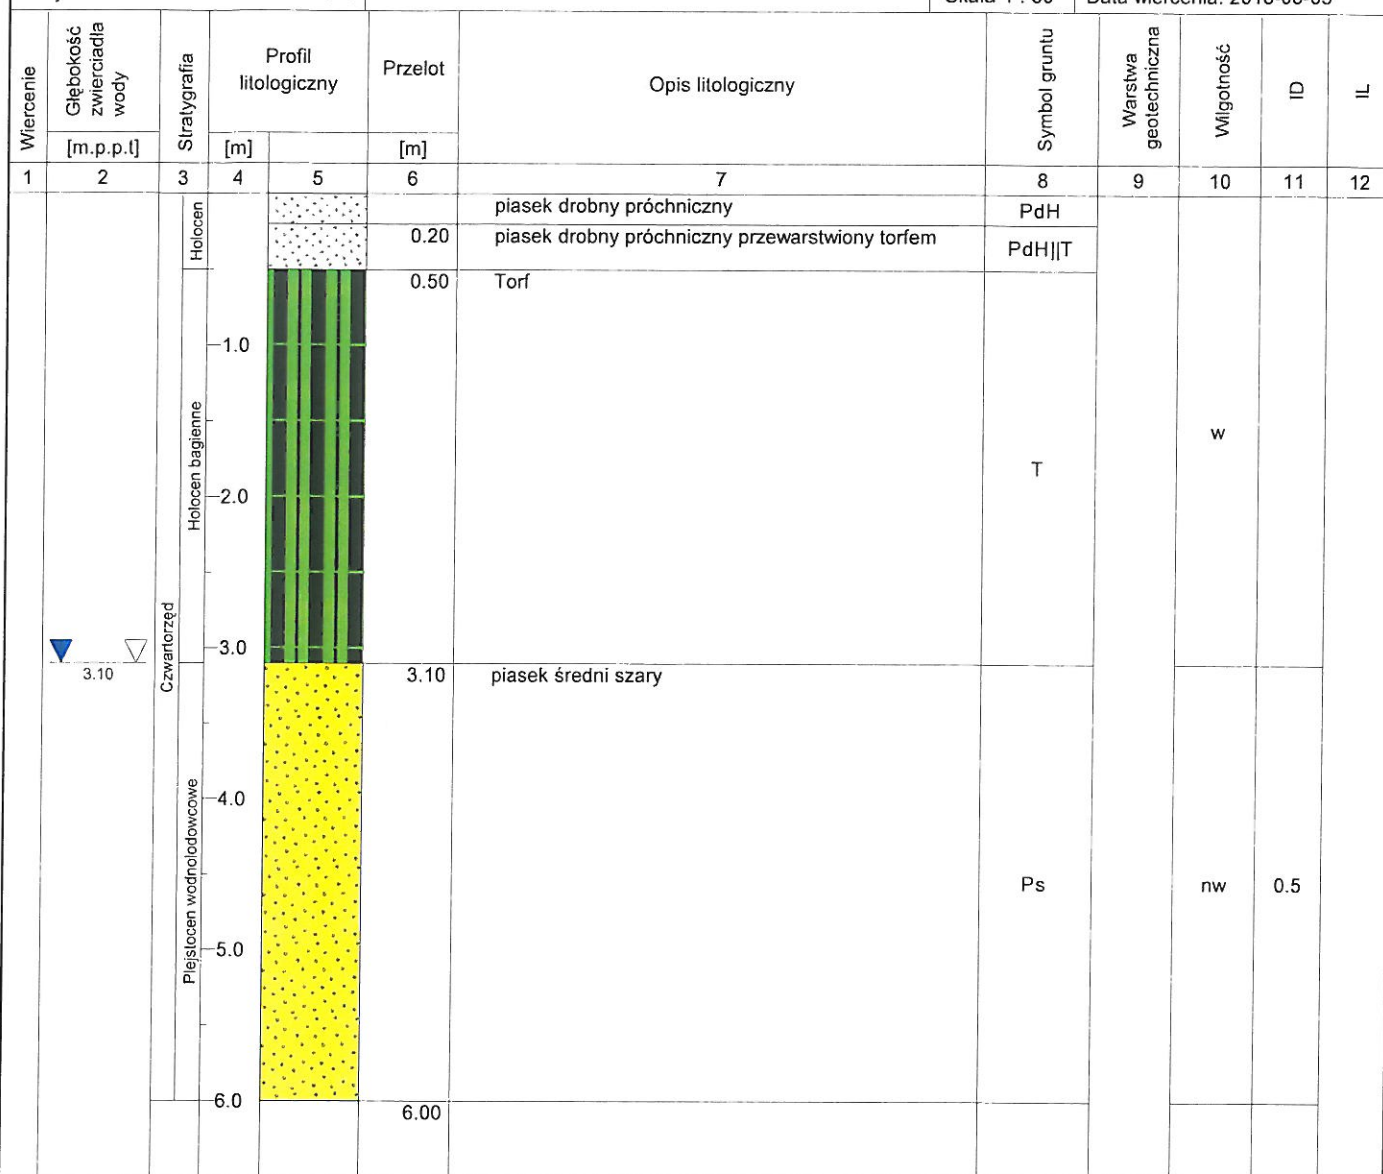 Wiercenie
Głębokość
zwierciadła
wody
[m.p.p.t]
Stratygrafia
Profil
litologiczny
[m]
Przelot
[m]
Opis litologiczny
Symbol gruntu
Warstwa
geotechniczna
Wilgotność
ID
IL
1 2 3 4 5 6 7 8 9 10 11 12
Holocen
piasek drobny próchniczny PdH
0.20 piasek drobny próchniczny przewarstwiony torfem PdH]||T
0.50 Torf
1.0
Holocen bagienne
w
T
2.0
Czwartorzęd
3.0
3.10
3.10 piasek średni szary
Plejstocen wodnolodowcowe
4.0
Ps nw 0.5
5.0
6.0
6.00